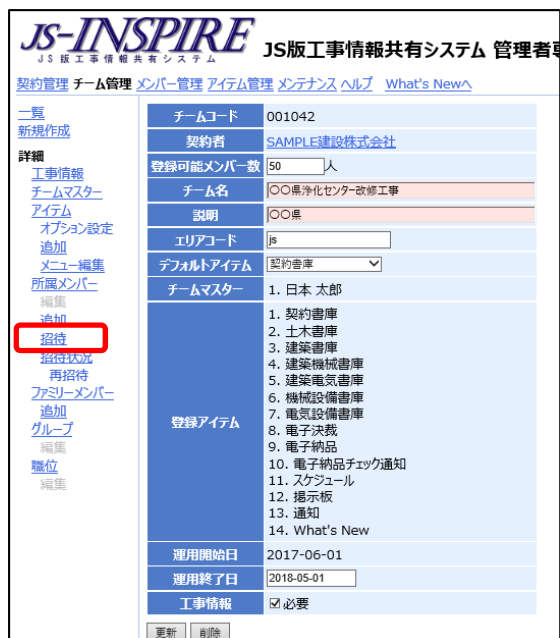 JS-INSPIRE
JS版工事情報共有システム
JS版工事情報共有システム 管理者専
契約管理 チーム管理 メンバー管理 アイテム管理 メンテナンス ヘルプ What's Newへ
一覧
新規作成
詳細
工事情報
チームマスター
アイテム
オプション設定
追加
メニュー編集
所属メンバー
編集
追加
招待
招待状況
再招待
ファミリーメンバー
追加
グループ
編集
職位
編集
チームコード 001042
契約者 SAMPLE建設株式会社
登録可能メンバー数 50 人
チーム名 〇〇県浄化センター改修工事
説明 〇〇県
エリアコード js
デフォルトアイテム 契約書庫
チームマスター 1. 日本 太郎
登録アイテム
1. 契約書庫
2. 土木書庫
3. 建築書庫
4. 建築機械書庫
5. 建築電気書庫
6. 機械設備書庫
7. 電気設備書庫
8. 電子決裁
9. 電子納品
10. 電子納品チェック通知
11. スケジュール
12. 掲示板
13. 通知
14. What's New
運用開始日 2017-06-01
運用終了日 2018-05-01
工事情報 ☑必要
更新 削除